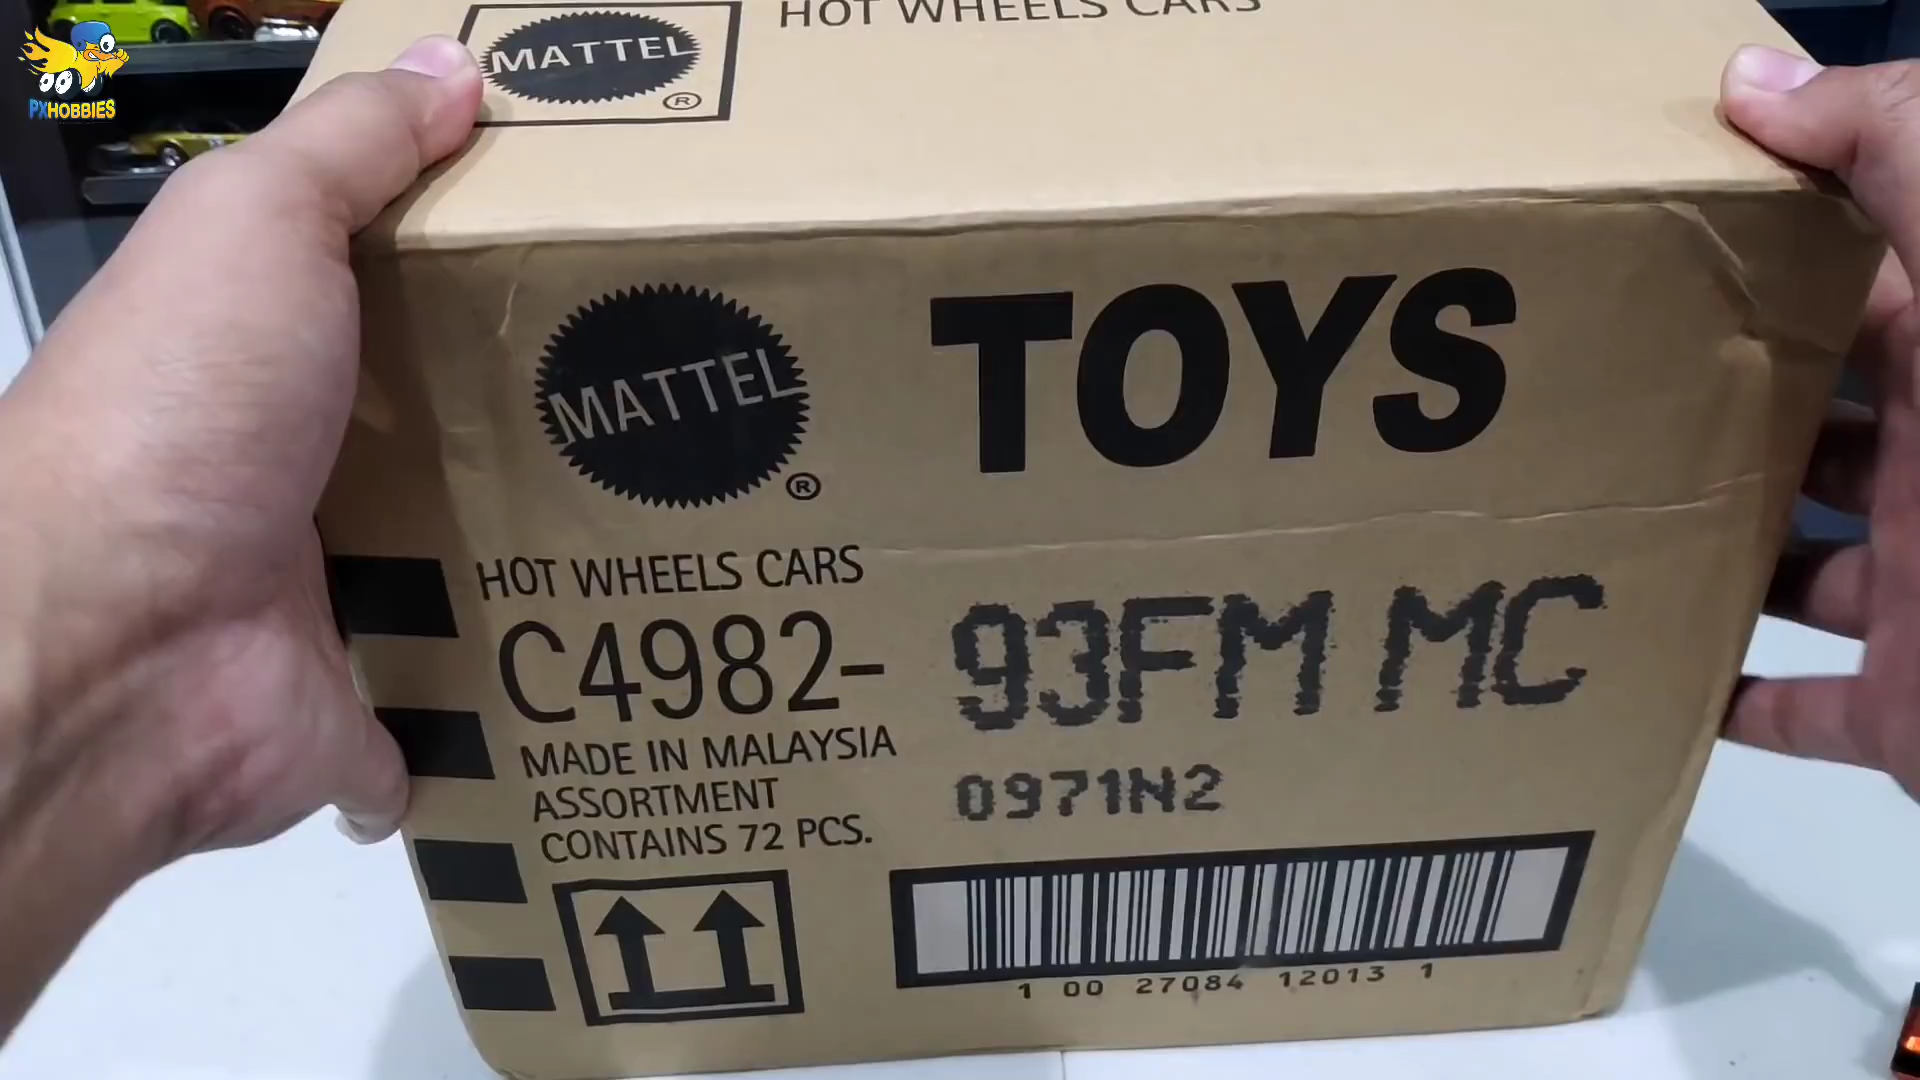 PXHOBBIES
MATTEL
®
HOT WHEELS CARS
MATTEL
®
TOYS
HOT WHEELS CARS
C4982-
93FM MC
MADE IN MALAYSIA
ASSORTMENT
CONTAINS 72 PCS.
0971N2
1 00 27084 12013 1